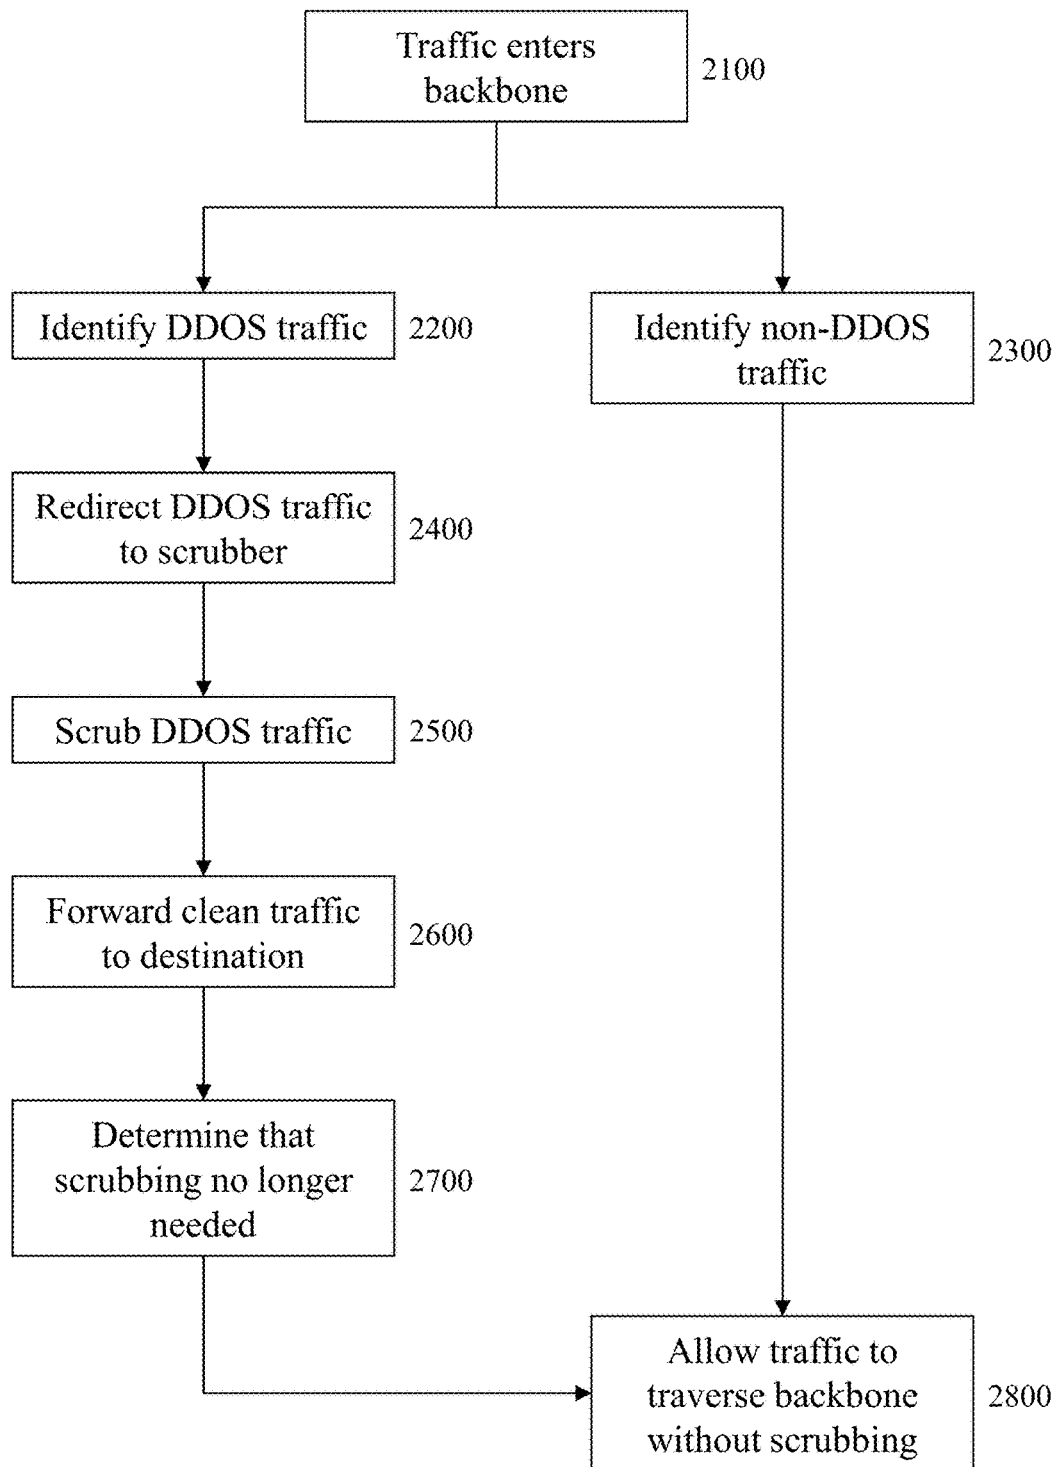 Traffic enters
backbone
2100
Identify DDOS traffic
2200
Identify non-DDOS
traffic
2300
Redirect DDOS traffic
to scrubber
2400
Scrub DDOS traffic
2500
Forward clean traffic
to destination
2600
Determine that
scrubbing no longer
needed
2700
Allow traffic to
traverse backbone
without scrubbing
2800